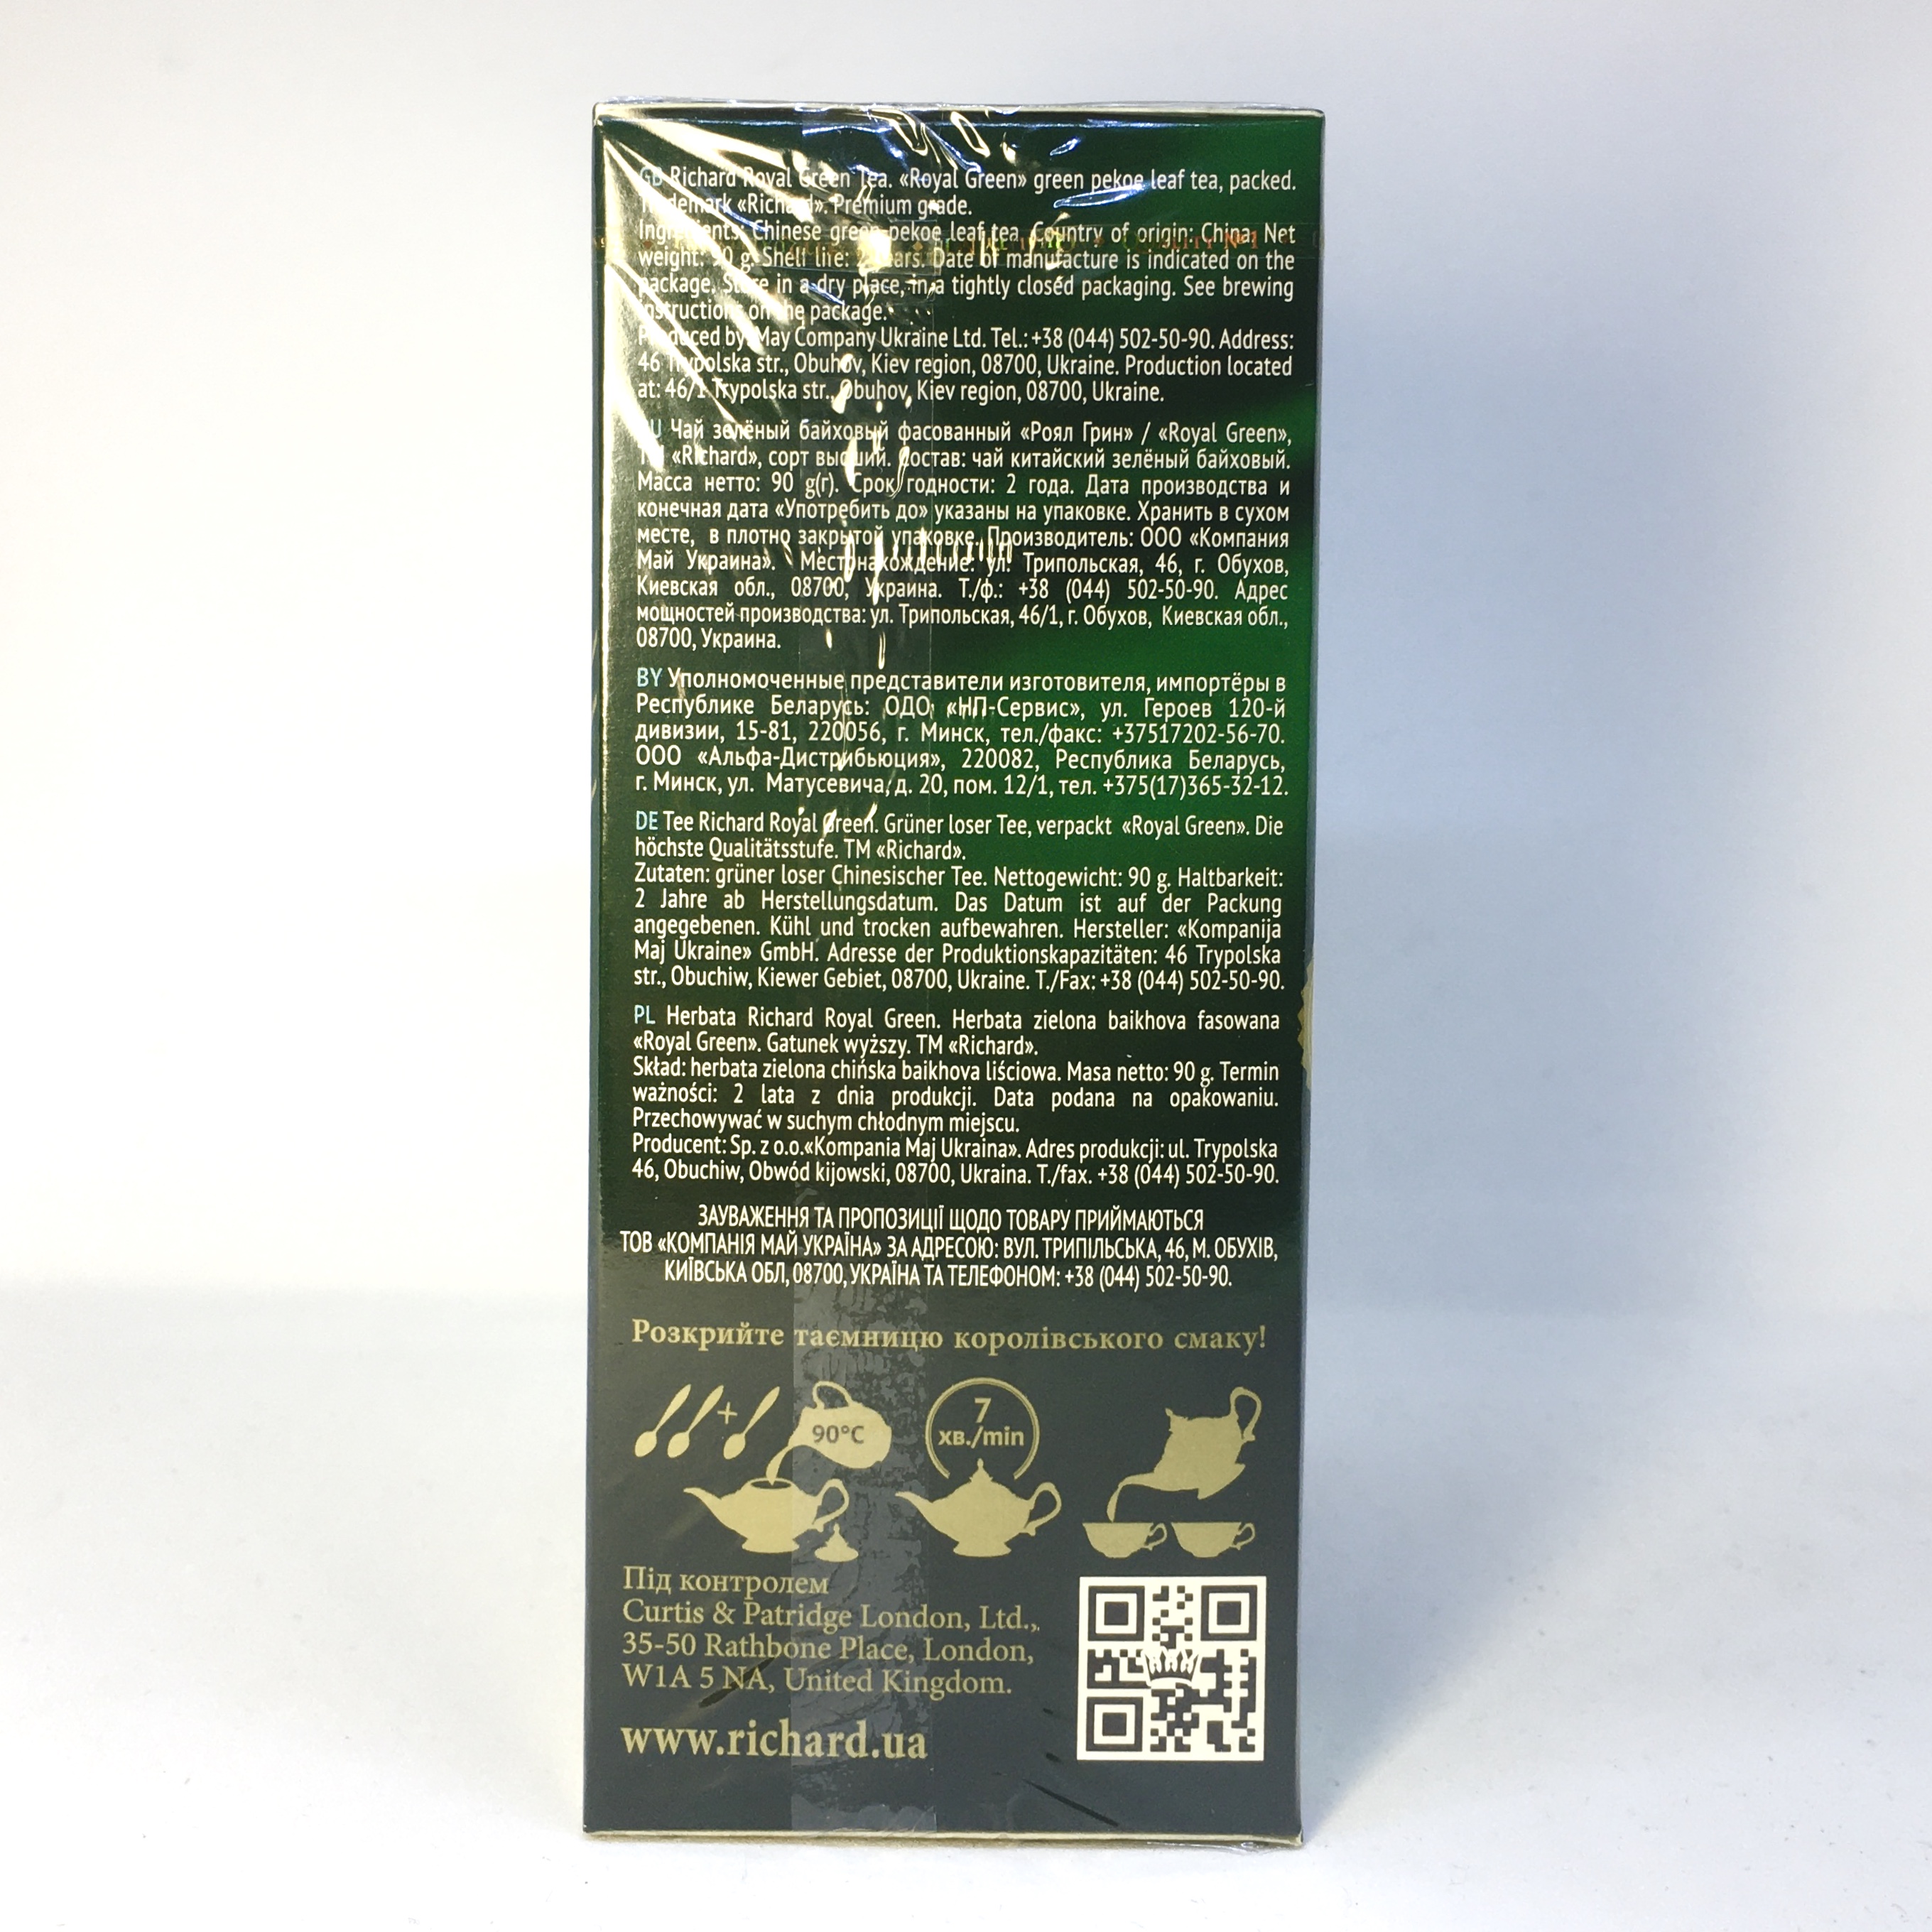 GB Richard Royal Green Tea. «Royal Green» green pekoe leaf tea, packed.
Trademark «Richard». Premium grade.
Ingredients: Chinese green pekoe leaf tea. Country of origin: China. Net
weight: 90 g. Shelf life: 2 years. Date of manufacture is indicated on the
package. Store in a dry place, in a tightly closed packaging. See brewing
instructions on the package.
Produced by: May Company Ukraine Ltd. Tel.: +38 (044) 502-50-90. Address:
46 Trypolska str., Obuhov, Kiev region, 08700, Ukraine. Production located
at: 46/1 Trypolska str., Obuhov, Kiev region, 08700, Ukraine.
RU Чай зелёный байховый фасованный «Роял Грин» / «Royal Green»,
ТМ «Richard», сорт высший. Состав: чай китайский зелёный байховый.
Масса нетто: 90 g(г). Срок годности: 2 года. Дата производства и
конечная дата «Употребить до» указаны на упаковке. Хранить в сухом
месте, в плотно закрытой упаковке. Производитель: ООО «Компания
Май Украина». Местонахождение: ул. Трипольская, 46, г. Обухов,
Киевская обл., 08700, Украина. Т./ф.: +38 (044) 502-50-90. Адрес
мощностей производства: ул. Трипольская, 46/1, г. Обухов, Киевская обл.,
08700, Украина.
BY Уполномоченные представители изготовителя, импортёры в
Республике Беларусь: ОДО «НП-Сервис», ул. Героев 120-й
дивизии, 15-81, 220056, г. Минск, тел./факс: +37517202-56-70.
ООО «Альфа-Дистрибьюция», 220082, Республика Беларусь,
г. Минск, ул. Матусевича, д. 20, пом. 12/1, тел. +375(17)365-32-12.
DE Tee Richard Royal Green. Grüner loser Tee, verpackt «Royal Green». Die
höchste Qualitätsstufe. TM «Richard».
Zutaten: grüner loser Chinesischer Tee. Nettogewicht: 90 g. Haltbarkeit:
2 Jahre ab Herstellungsdatum. Das Datum ist auf der Packung
angegebenen. Kühl und trocken aufbewahren. Hersteller: «Kompanija
Maj Ukraine» GmbH. Adresse der Produktionskapazitäten: 46 Trypolska
str., Obuchiw, Kiewer Gebiet, 08700, Ukraine. T./Fax: +38 (044) 502-50-90.
PL Herbata Richard Royal Green. Herbata zielona baikhova fasowana
«Royal Green». Gatunek wyższy. TM «Richard».
Skład: herbata zielona chińska baikhova liściowa. Masa netto: 90 g. Termin
ważności: 2 lata z dnia produkcji. Data podana na opakowaniu.
Przechowywać w suchym chłodnym miejscu.
Producent: Sp. z o.o.«Kompania Maj Ukraina». Adres produkcji: ul. Trypolska
46, Obuchiw, Obwód kijowski, 08700, Ukraina. T./fax. +38 (044) 502-50-90.
ЗАУВАЖЕННЯ ТА ПРОПОЗИЦІЇ ЩОДО ТОВАРУ ПРИЙМАЮТЬСЯ
ТОВ «КОМПАНІЯ МАЙ УКРАЇНА» ЗА АДРЕСОЮ: ВУЛ. ТРИПІЛЬСЬКА, 46, М. ОБУХІВ,
КИЇВСЬКА ОБЛ, 08700, УКРАЇНА ТА ТЕЛЕФОНОМ: +38 (044) 502-50-90.
Розкрийте таємницю королівського смаку!
+ 90°C
7
хв./min
Під контролем
Curtis & Patridge London, Ltd.,
35-50 Rathbone Place, London,
W1A 5 NA, United Kingdom.
www.richard.ua